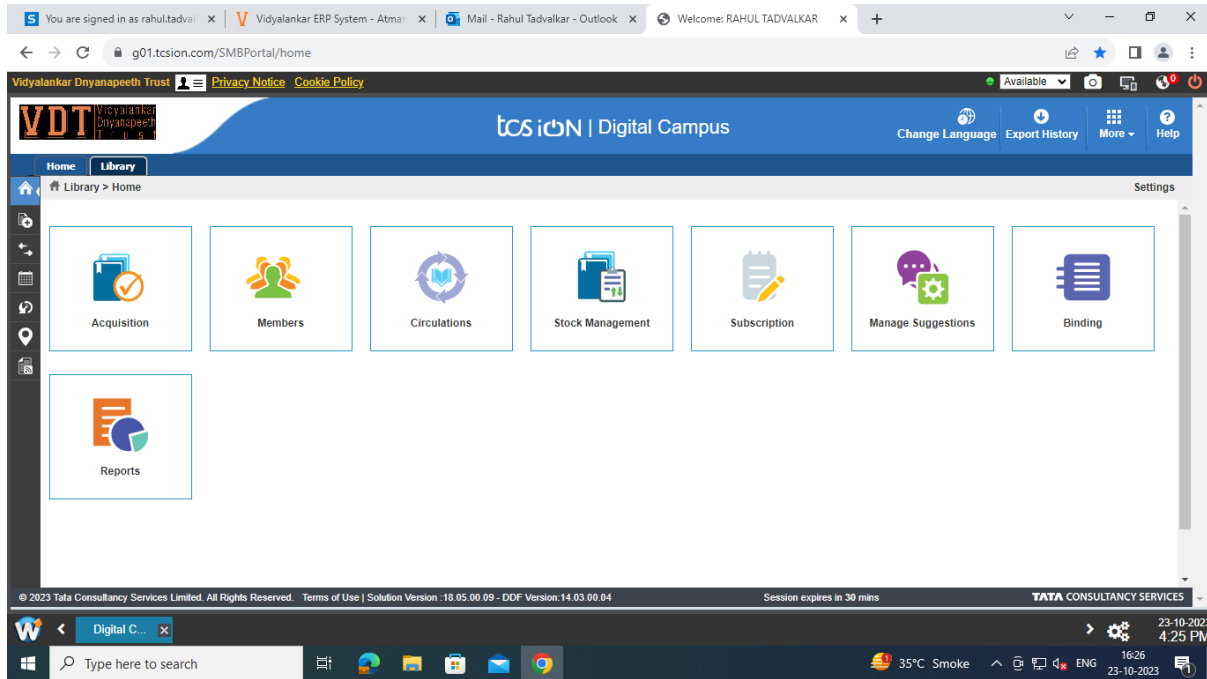 You are signed in as rahul.tadval
Vidyalankar ERP System - Atman
Mail - Rahul Tadvalkar - Outlook
Welcome: RAHUL TADVALKAR
g01.tcsion.com/SMBPortal/home
Vidyalankar Dnyanapeeth Trust Privacy Notice Cookie Policy
Available
0
VDT Vidyalankar Dnyanapeeth Trust
tcs iON | Digital Campus
Change Language Export History More Help
Home Library
Library > Home
Settings
Acquisition Members Circulations Stock Management Subscription Manage Suggestions Binding
Reports
© 2023 Tata Consultancy Services Limited. All Rights Reserved. Terms of Use | Solution Version :18.05.00.09 - DDF Version:14.03.00.04 Session expires in 30 mins TATA CONSULTANCY SERVICES
W Digital C...
23-10-202
4:25 PM
Type here to search
35°C Smoke ENG
16:26
23-10-2023
1